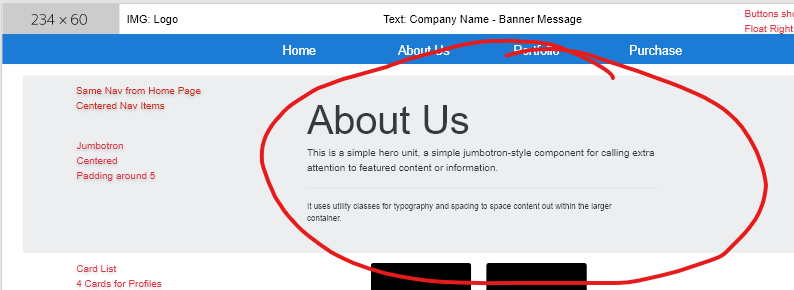 234 × 60 IMG: Logo Text: Company Name - Banner Message Buttons
Float Right
Home About Us Portfolio Purchase
Same Nav from Home Page
Centered Nav Items
Jumbotron
Centered
Padding around 5
About Us
This is a simple hero unit, a simple jumbotron-style component for calling extra
attention to featured content or information.
It uses utility classes for typography and spacing to space content out within the larger
container.
Card List
4 Cards for Profiles